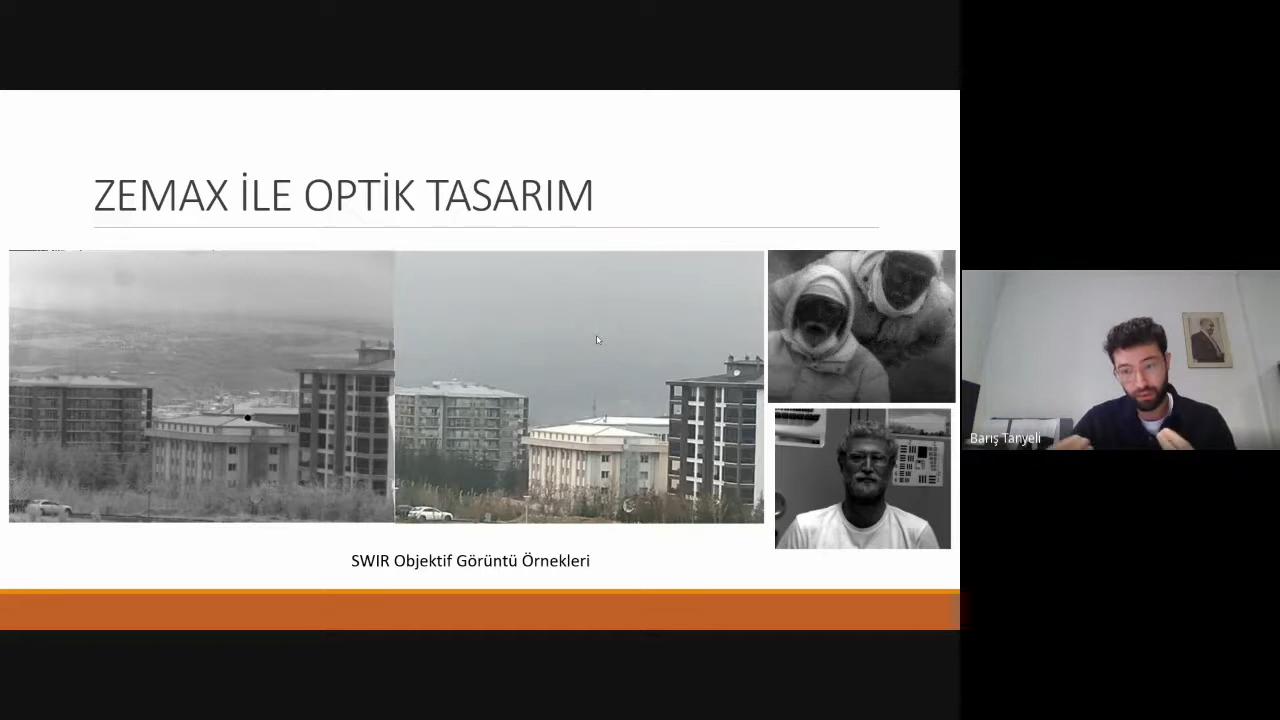 ZEMAX İLE OPTİK TASARIM
SWIR Objektif Görüntü Örnekleri
Barış Tanyeli